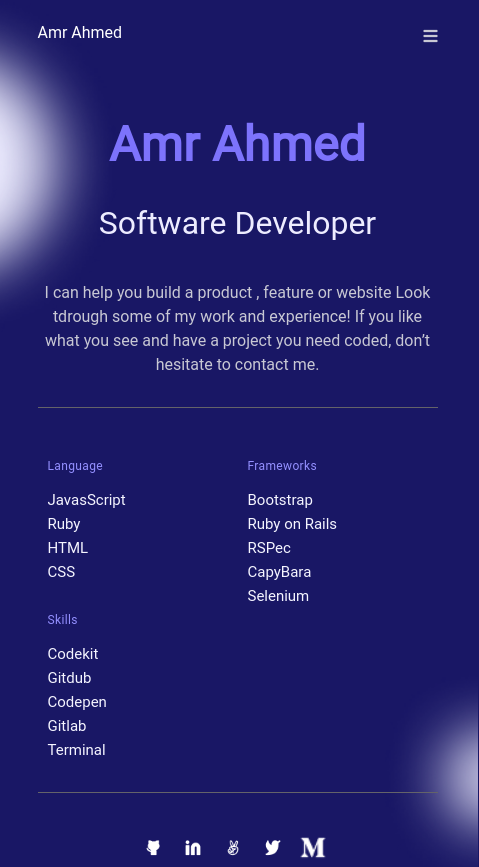 Amr Ahmed
Amr Ahmed
Software Developer
I can help you build a product , feature or website Look
tdrough some of my work and experience! If you like
what you see and have a project you need coded, don’t
hesitate to contact me.
Language
JavasScript
Ruby
HTML
CSS
Frameworks
Bootstrap
Ruby on Rails
RSPec
CapyBara
Selenium
Skills
Codekit
Gitdub
Codepen
Gitlab
Terminal